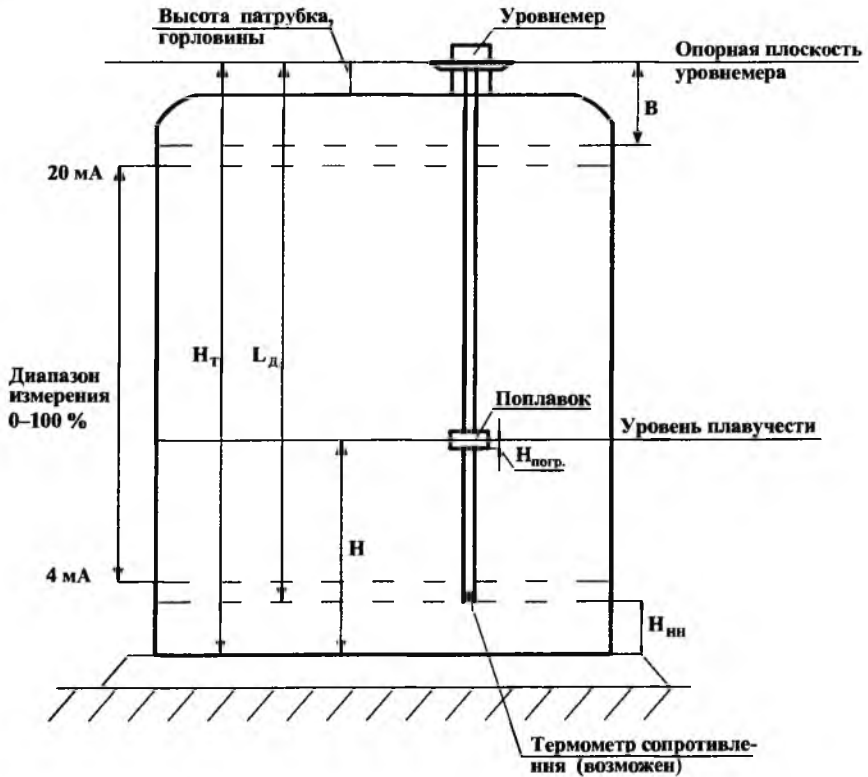 Высота патрубка,
горловины
Уровнемер
Опорная плоскость
уровнемера
В
20 мА
Hт
Lд
Диапазон
измерения
0–100 %
Поплавок
Уровень плавучести
Hпогр.
H
4 мА
Hнн
Термометр сопротивле-
ния (возможен)